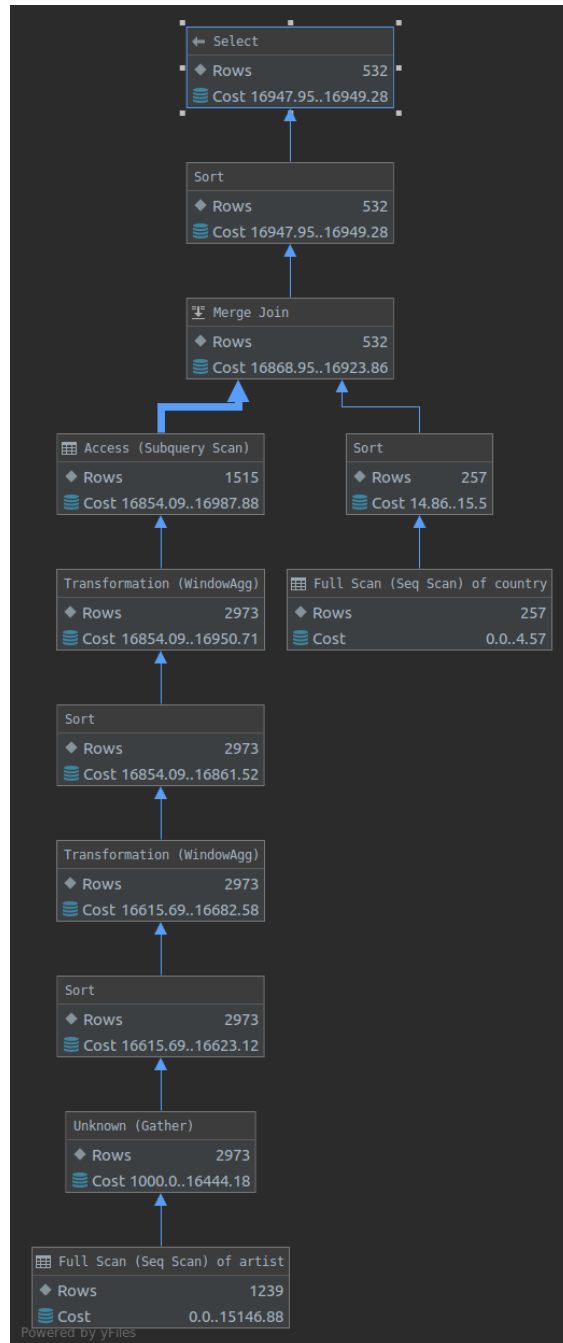 Select
Rows 532
Cost 16947.95..16949.28
Sort
Rows 532
Cost 16947.95..16949.28
Merge Join
Rows 532
Cost 16868.95..16923.86
Access (Subquery Scan)
Rows 1515
Cost 16854.09..16987.88
Sort
Rows 257
Cost 14.86..15.5
Transformation (WindowAgg)
Rows 2973
Cost 16854.09..16950.71
Full Scan (Seq Scan) of country
Rows 257
Cost 0.0..4.57
Sort
Rows 2973
Cost 16854.09..16861.52
Transformation (WindowAgg)
Rows 2973
Cost 16615.69..16682.58
Sort
Rows 2973
Cost 16615.69..16623.12
Unknown (Gather)
Rows 2973
Cost 1000.0..16444.18
Full Scan (Seq Scan) of artist
Rows 1239
Cost 0.0..15146.88
Powered by yFiles